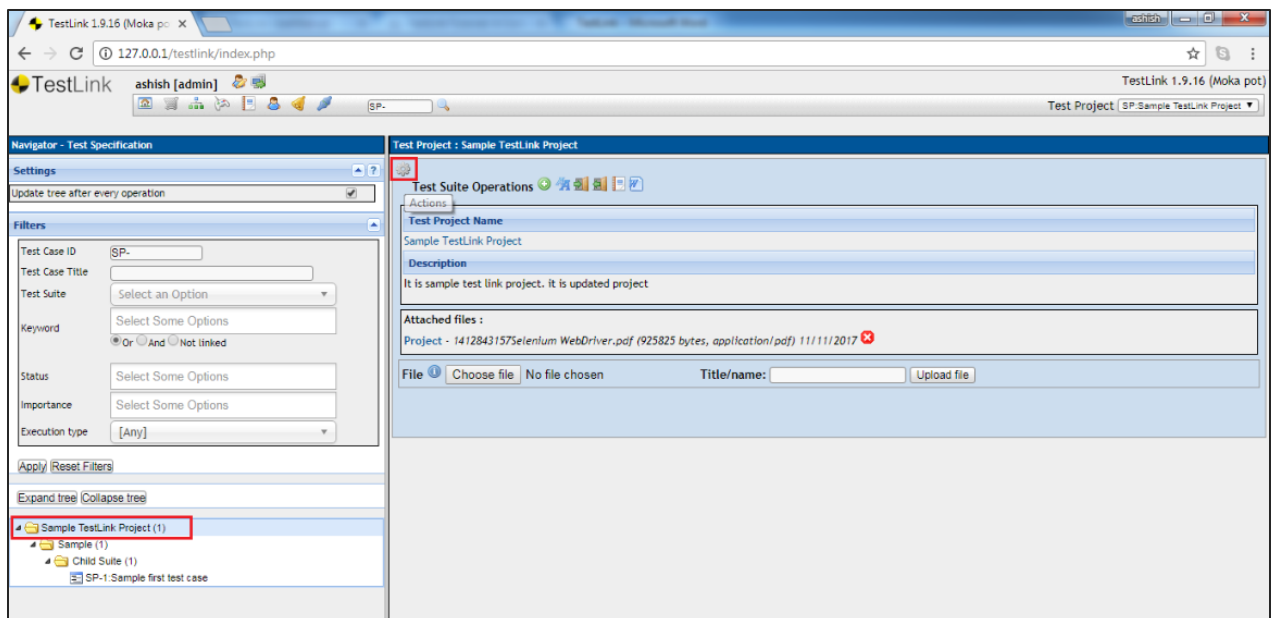 TestLink 1.9.16 (Moka po
ashish
127.0.0.1/testlink/index.php
TestLink ashish [admin]
TestLink 1.9.16 (Moka pot)
SP-
Test Project SP:Sample TestLink Project
Navigator - Test Specification
Settings
?
Update tree after every operation
Filters
Test Case ID SP-
Test Case Title
Test Suite Select an Option
Keyword Select Some Options
Or And Not linked
Status Select Some Options
Importance Select Some Options
Execution type [Any]
Apply Reset Filters
Expand tree Collapse tree
Sample TestLink Project (1)
Sample (1)
Child Suite (1)
SP-1:Sample first test case
Test Project : Sample TestLink Project
Test Suite Operations
Actions
Test Project Name
Sample TestLink Project
Description
It is sample test link project. it is updated project
Attached files :
Project - 1412843157Selenium WebDriver.pdf (925825 bytes, application/pdf) 11/11/2017
File Choose file No file chosen Title/name: Upload file